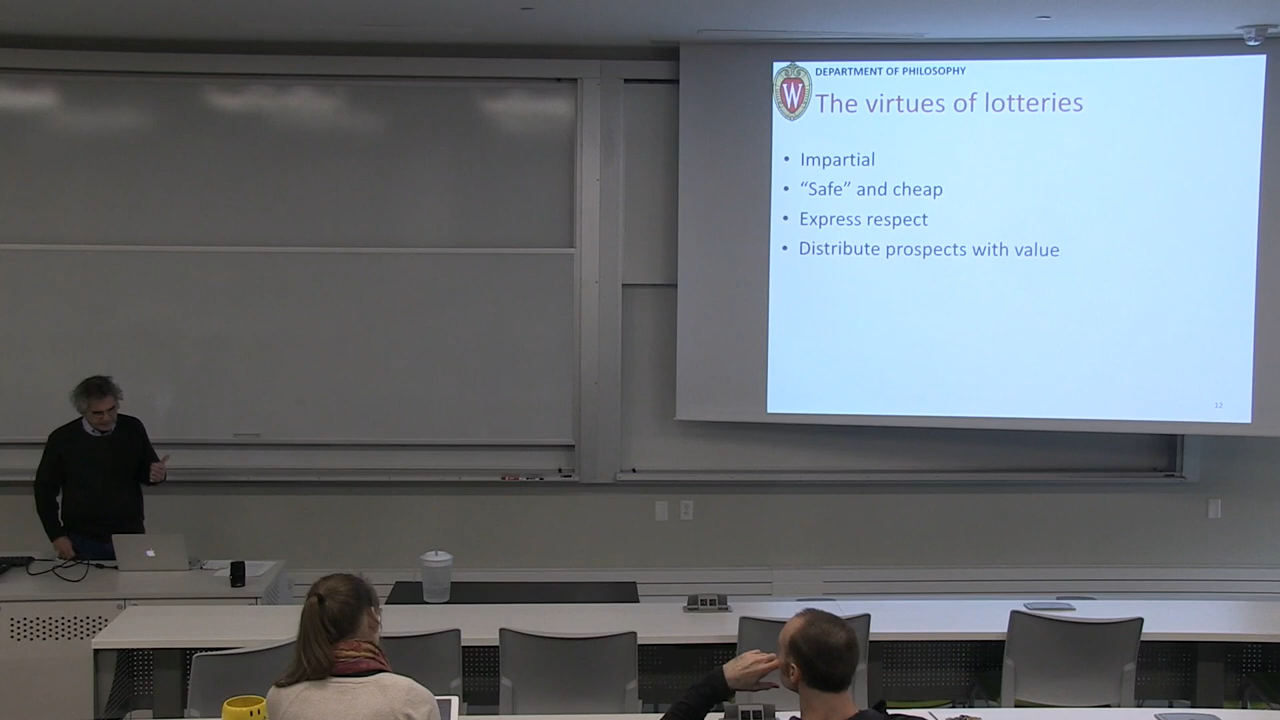 W
DEPARTMENT OF PHILOSOPHY
The virtues of lotteries
• Impartial
• “Safe” and cheap
• Express respect
• Distribute prospects with value
12